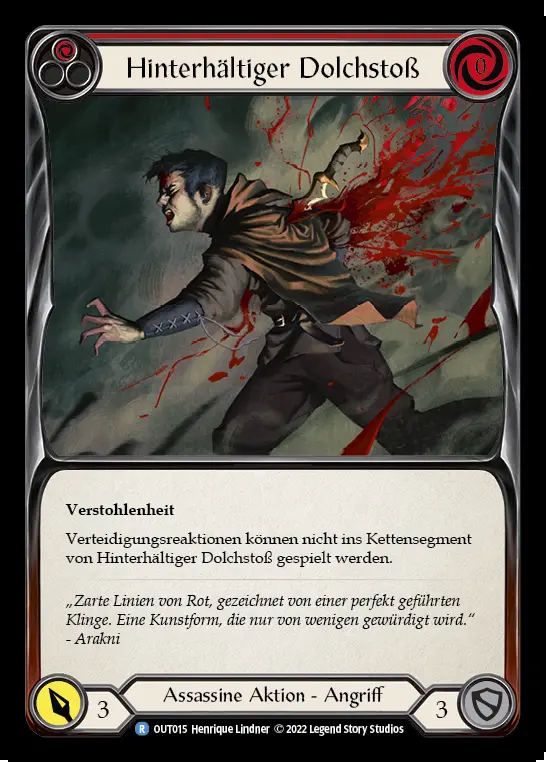 Hinterhältiger Dolchstoß
0
Verstohlenheit
Verteidigungsreaktionen können nicht ins Kettensegment
von Hinterhältiger Dolchstoß gespielt werden.
„Zarte Linien von Rot, gezeichnet von einer perfekt geführten
Klinge. Eine Kunstform, die nur von wenigen gewürdigt wird.“
- Arakni
3
Assassine Aktion - Angriff
3
R OUT015 Henrique Lindner © 2022 Legend Story Studios